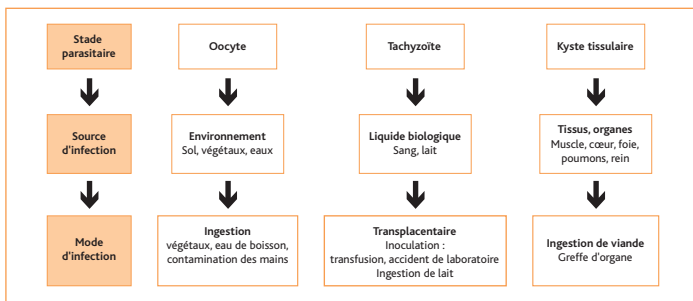 Stade
parasitaire
Oocyte
Tachyzoïte
Kyste tissulaire
Source
d'infection
Environnement
Sol, végétaux, eaux
Liquide biologique
Sang, lait
Tissus, organes
Muscle, cœur, foie,
poumons, rein
Mode
d'infection
Ingestion
végétaux, eau de boisson,
contamination des mains
Transplacentaire
Inoculation :
transfusion, accident de laboratoire
Ingestion de lait
Ingestion de viande
Greffe d'organe